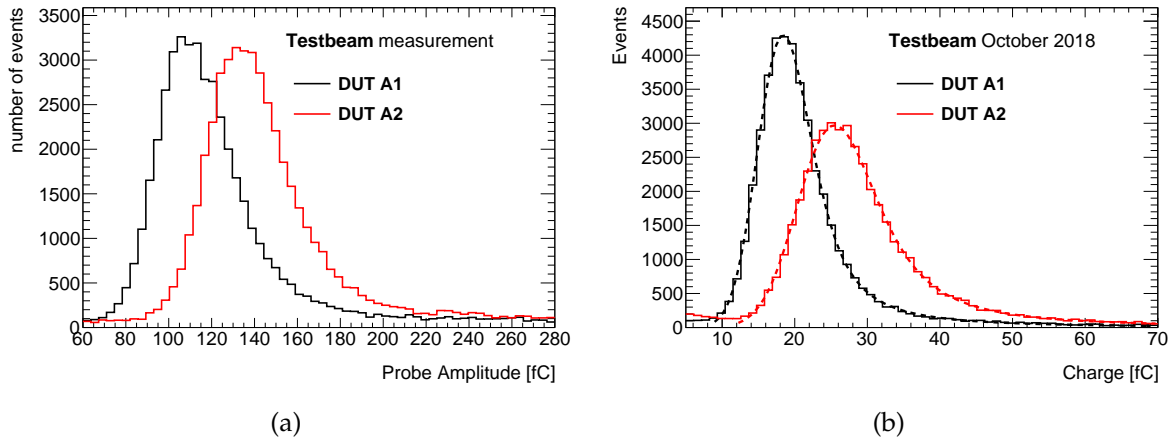 number of events
3500
3000
2500
2000
1500
1000
500
0
Testbeam measurement
DUT A1
DUT A2
60 80 100 120 140 160 180 200 220 240 260 280
Probe Amplitude [fC]
(a)
Events
4500
4000
3500
3000
2500
2000
1500
1000
500
0
Testbeam October 2018
DUT A1
DUT A2
10 20 30 40 50 60 70
Charge [fC]
(b)